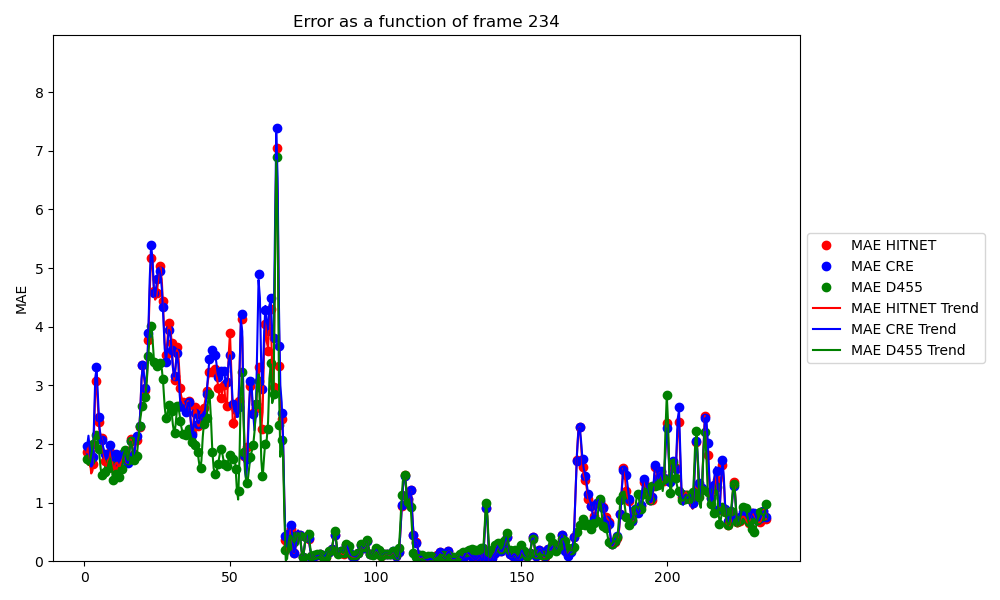 Error as a function of frame 234
MAE
8
7
6
5
4
3
2
1
0
0 50 100 150 200
MAE HITNET
MAE CRE
MAE D455
MAE HITNET Trend
MAE CRE Trend
MAE D455 Trend